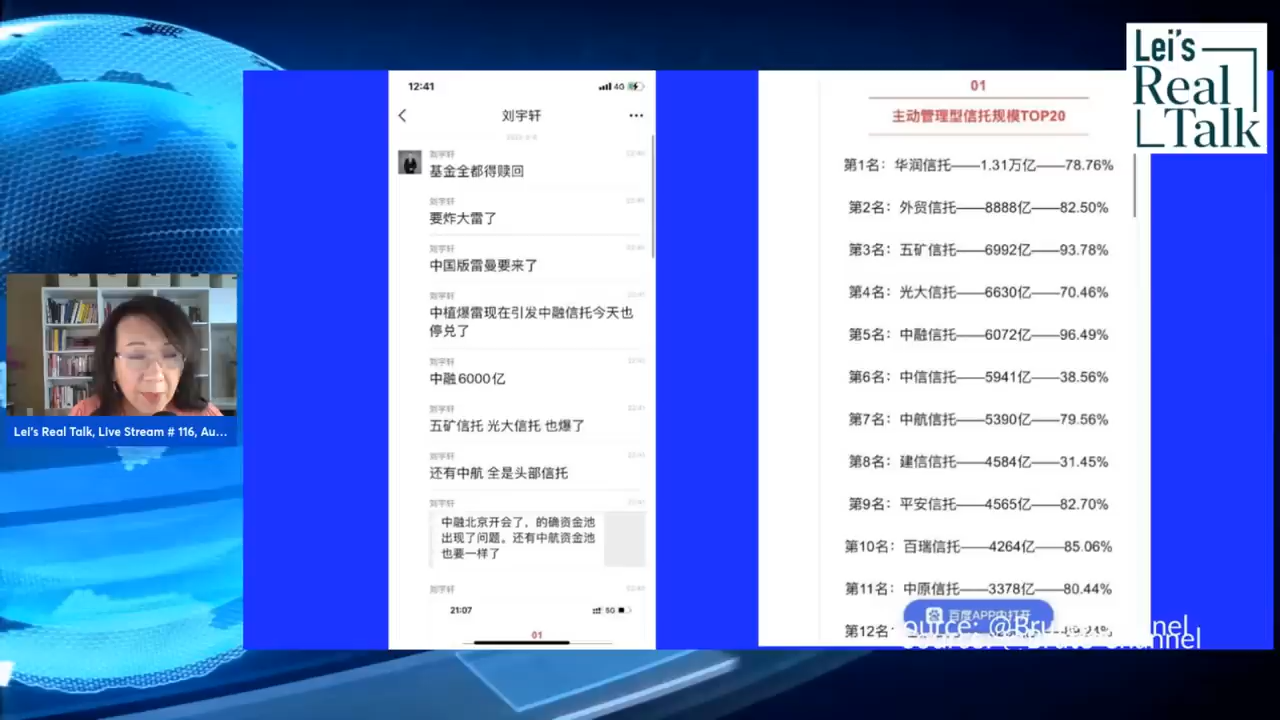 Lei's
Real
Talk
Lei's Real Talk, Live Stream # 116, Au...
12:41
4G
刘宇轩
刘宇轩
基金全都得赎回
刘宇轩
要炸大雷了
刘宇轩
中国版雷曼要来了
刘宇轩
中植爆雷现在引发中融信托今天也
停兑了
刘宇轩
中融6000亿
刘宇轩
五矿信托 光大信托 也爆了
刘宇轩
还有中航 全是头部信托
刘宇轩
中融北京开会了，的确资金池
出现了问题。还有中航资金池
也要一样了
刘宇轩
21:07
5G
01
01
主动管理型信托规模TOP20
第1名：华润信托——1.31万亿——78.76%
第2名：外贸信托——8888亿——82.50%
第3名：五矿信托——6992亿——93.78%
第4名：光大信托——6630亿——70.46%
第5名：中融信托——6072亿——96.49%
第6名：中信信托——5941亿——38.56%
第7名：中航信托——5390亿——79.56%
第8名：建信信托——4584亿——31.45%
第9名：平安信托——4565亿——82.70%
第10名：百瑞信托——4264亿——85.06%
第11名：中原信托——3378亿——80.44%
百度APP内打开
第12名：